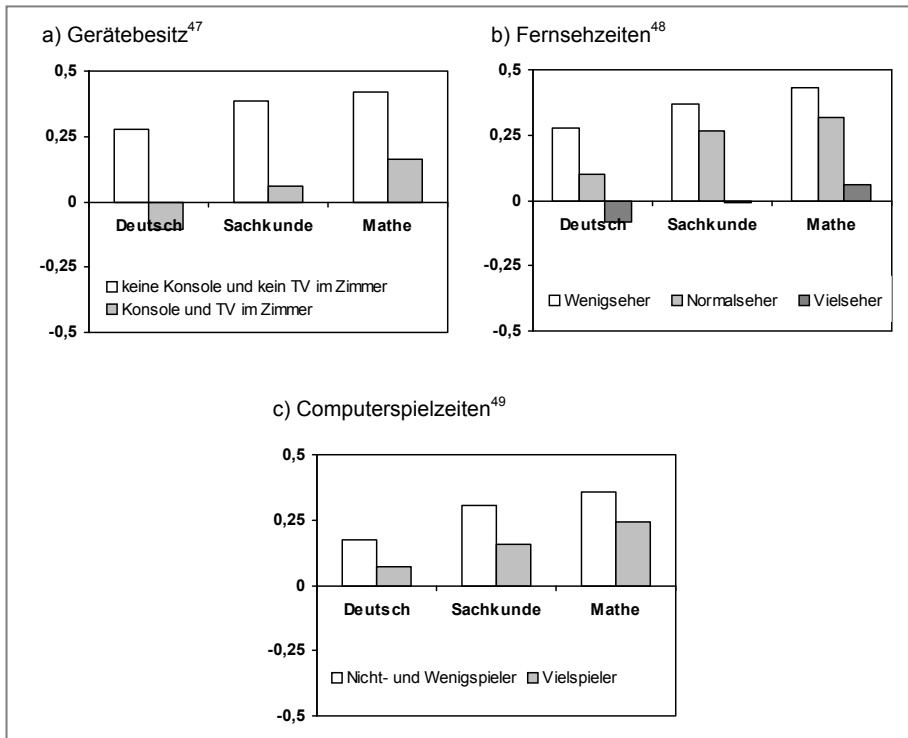 a) Gerätebesitz47
0,5
0,25
0
-0,25
-0,5
Deutsch Sachkunde Mathe
keine Konsole und kein TV im Zimmer
Konsole und TV im Zimmer
b) Fernsehzeiten48
0,5
0,25
0
-0,25
-0,5
Deutsch Sachkunde Mathe
Wenigseher Normalseher Vielseher
c) Computerspielzeiten49
0,5
0,25
0
-0,25
-0,5
Deutsch Sachkunde Mathe
Nicht- und Wenigspieler Vielspieler